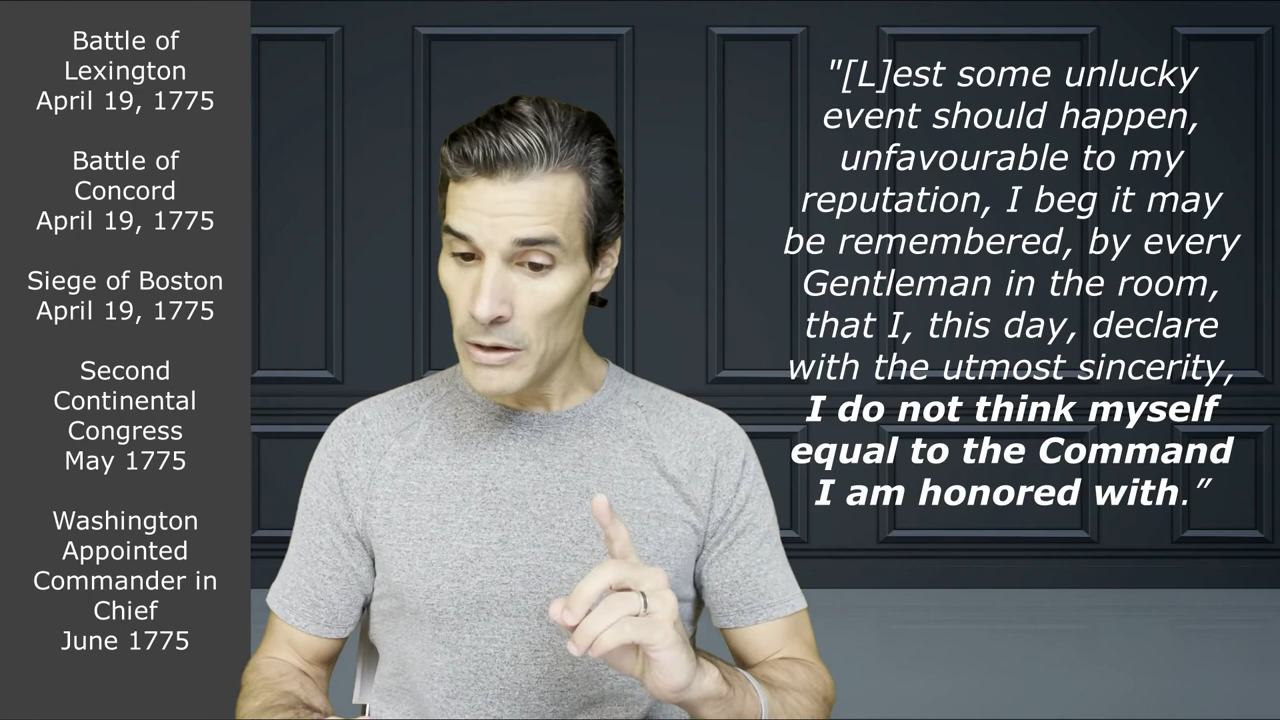 Battle of
Lexington
April 19, 1775
Battle of
Concord
April 19, 1775
Siege of Boston
April 19, 1775
Second
Continental
Congress
May 1775
Washington
Appointed
Commander in
Chief
June 1775
"[L]est some unlucky
event should happen,
unfavourable to my
reputation, I beg it may
be remembered, by every
Gentleman in the room,
that I, this day, declare
with the utmost sincerity,
I do not think myself
equal to the Command
I am honored with.”